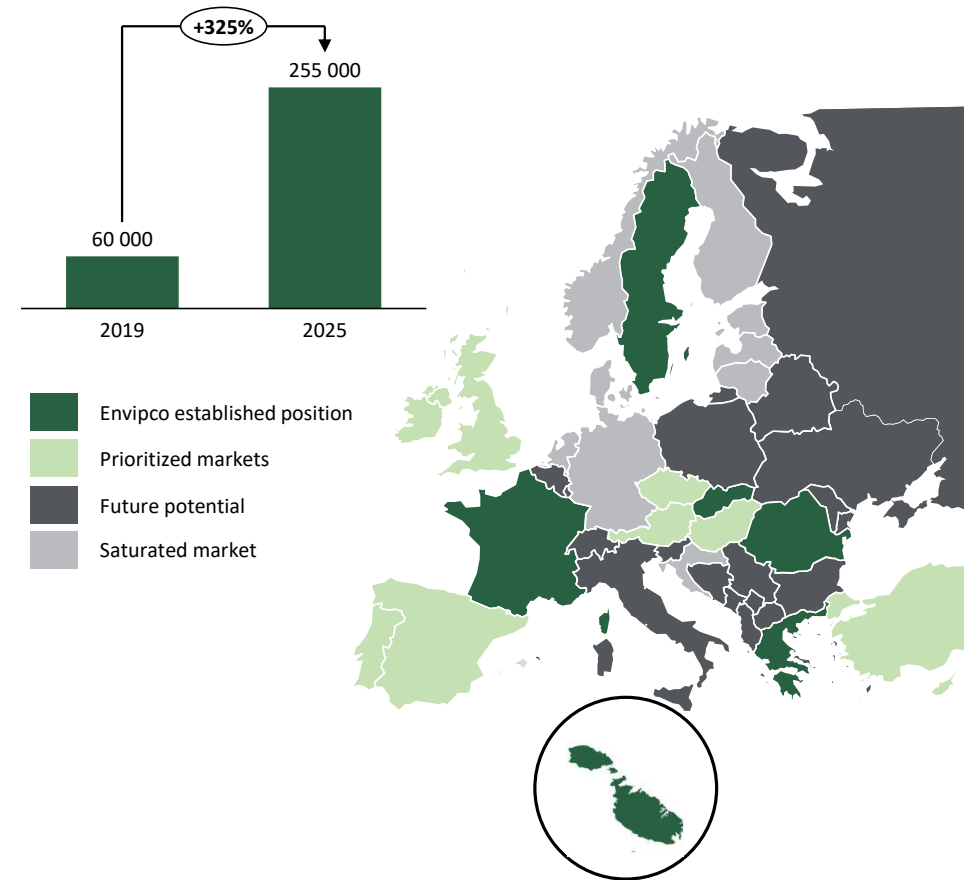 +325%
255 000
60 000
2019
2025
Envipco established position
Prioritized markets
Future potential
Saturated market